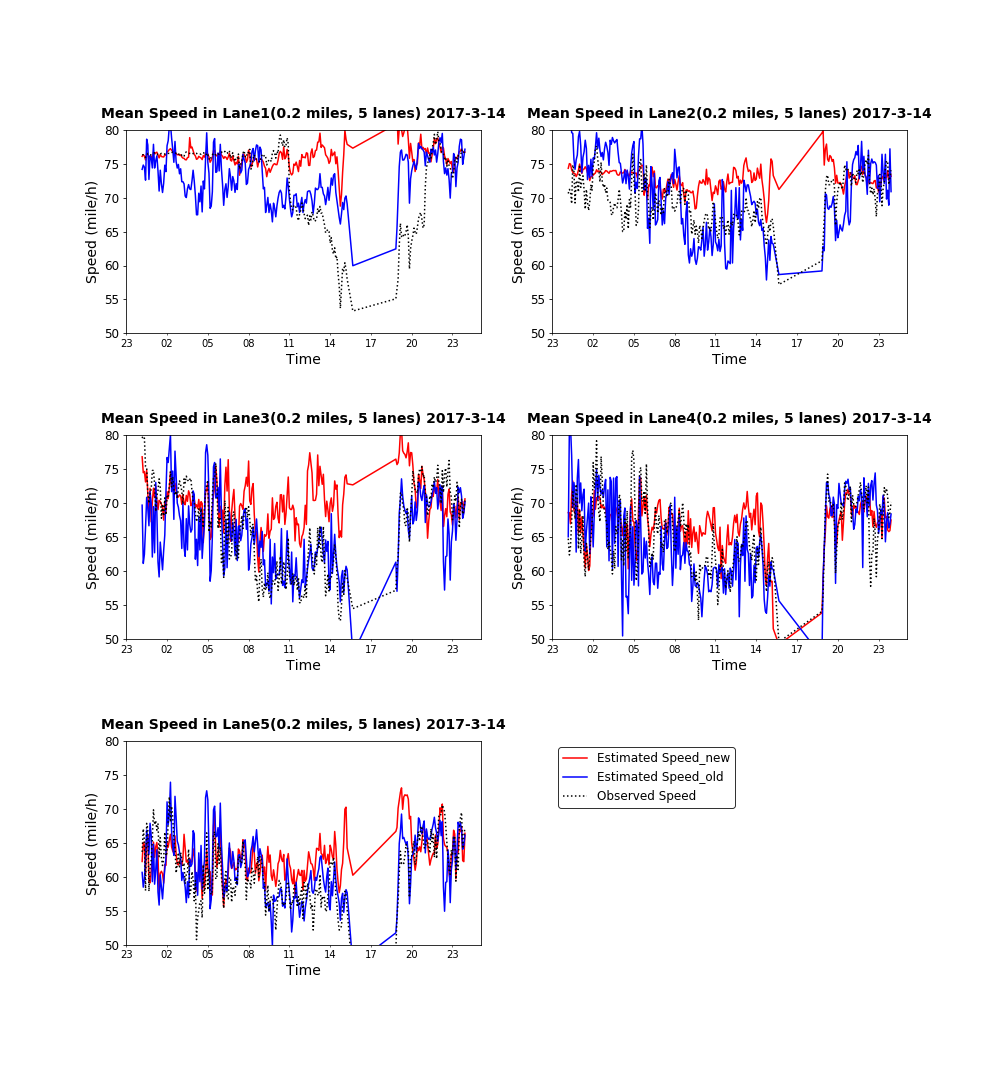 Mean Speed in Lane1(0.2 miles, 5 lanes) 2017-3-14
80
75
70
65
60
55
50
Speed (mile/h)
23 02 05 08 11 14 17 20 23
Time
Mean Speed in Lane2(0.2 miles, 5 lanes) 2017-3-14
80
75
70
65
60
55
50
Speed (mile/h)
23 02 05 08 11 14 17 20 23
Time
Mean Speed in Lane3(0.2 miles, 5 lanes) 2017-3-14
80
75
70
65
60
55
50
Speed (mile/h)
23 02 05 08 11 14 17 20 23
Time
Mean Speed in Lane4(0.2 miles, 5 lanes) 2017-3-14
80
75
70
65
60
55
50
Speed (mile/h)
23 02 05 08 11 14 17 20 23
Time
Mean Speed in Lane5(0.2 miles, 5 lanes) 2017-3-14
80
75
70
65
60
55
50
Speed (mile/h)
23 02 05 08 11 14 17 20 23
Time
Estimated Speed_new
Estimated Speed_old
Observed Speed